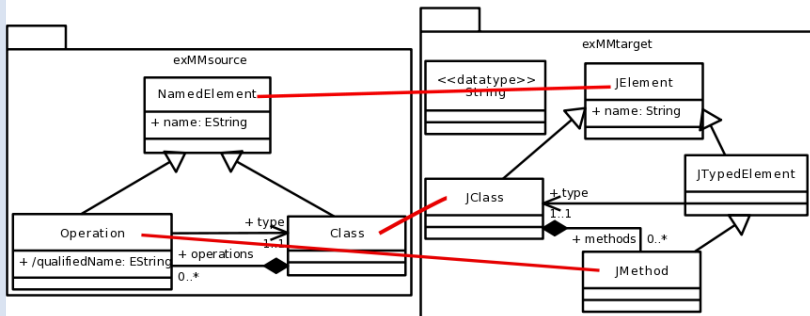 exMMsource
NamedElement
+ name: EString
Operation
+ /qualifiedName: EString
+ type
1..1
+ operations
0..*
Class
exMMtarget
<<datatype>>
String
JElement
+ name: String
JTypedElement
JClass
+ type
1..1
+ methods
0..*
JMethod